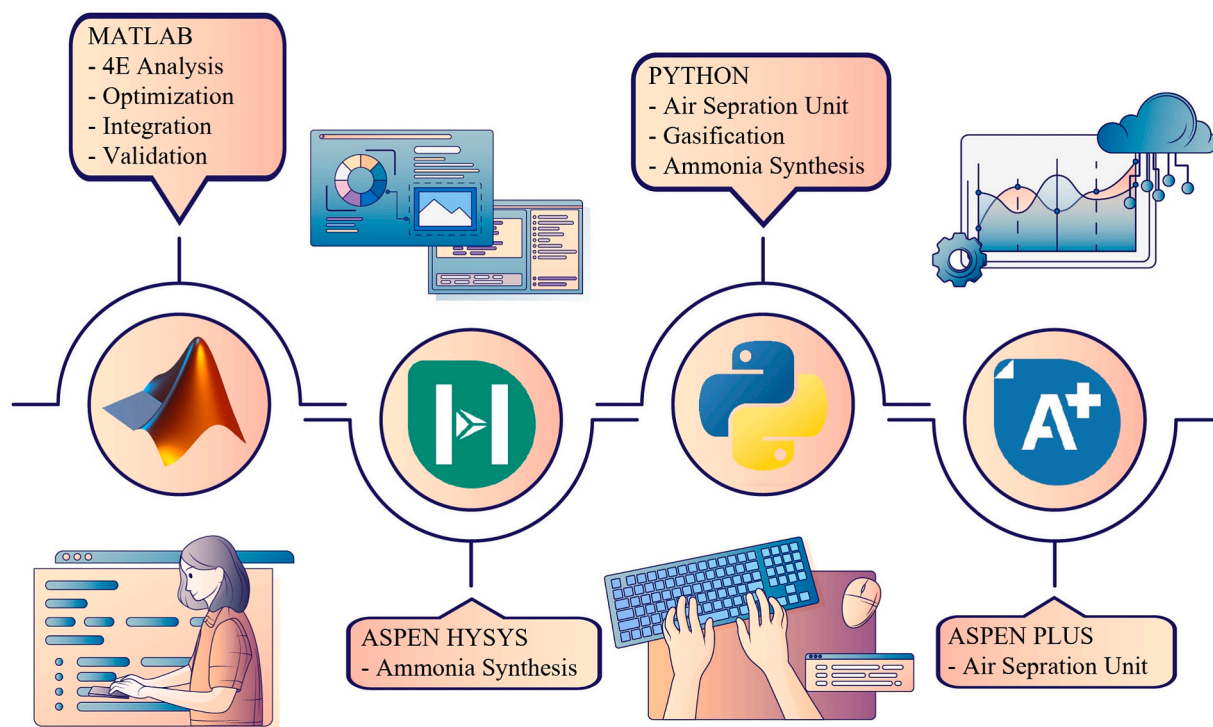 MATLAB
- 4E Analysis
- Optimization
- Integration
- Validation
PYTHON
- Air Sepration Unit
- Gasification
- Ammonia Synthesis
H
A+
ASPEN HYSYS
- Ammonia Synthesis
ASPEN PLUS
- Air Sepration Unit